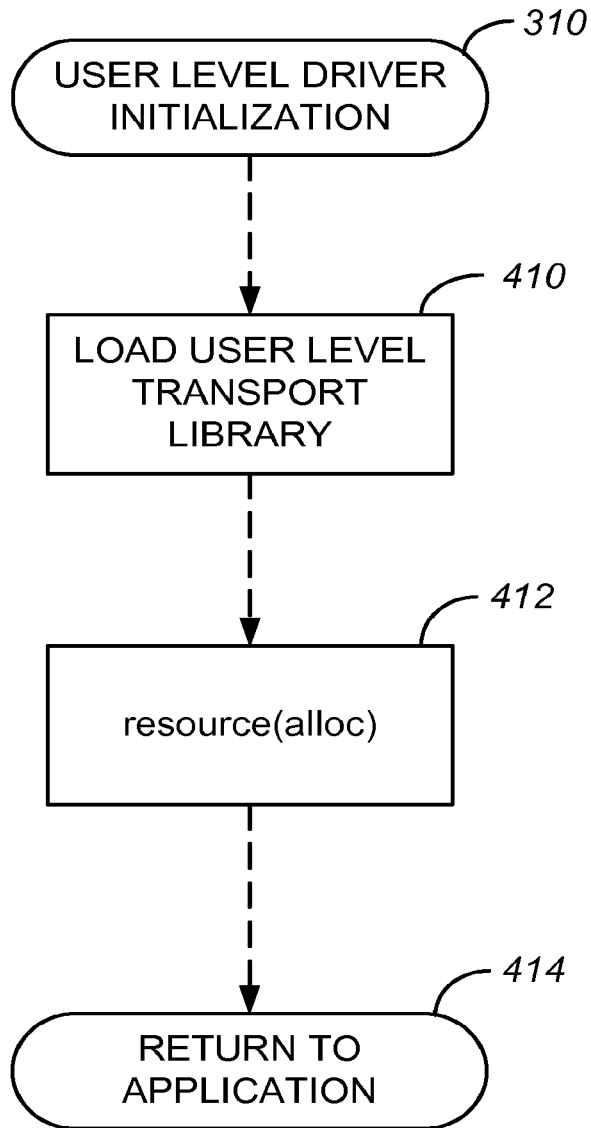 310
USER LEVEL DRIVER
INITIALIZATION
410
LOAD USER LEVEL
TRANSPORT
LIBRARY
412
resource(alloc)
414
RETURN TO
APPLICATION